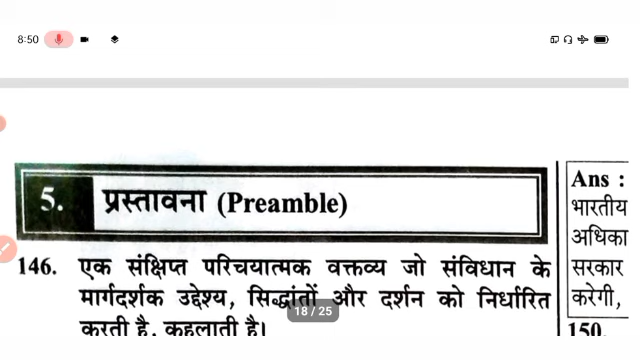 8:50
5. प्रस्तावना (Preamble)
146. एक संक्षिप्त परिचयात्मक वक्तव्य जो संविधान के
मार्गदर्शक उद्देश्य, सिद्धांतों और दर्शन को निर्धारित
करती है, कहलाती है।
18 / 25
Ans :
भारतीय
अधिका
सरकार
करेगी,
150.